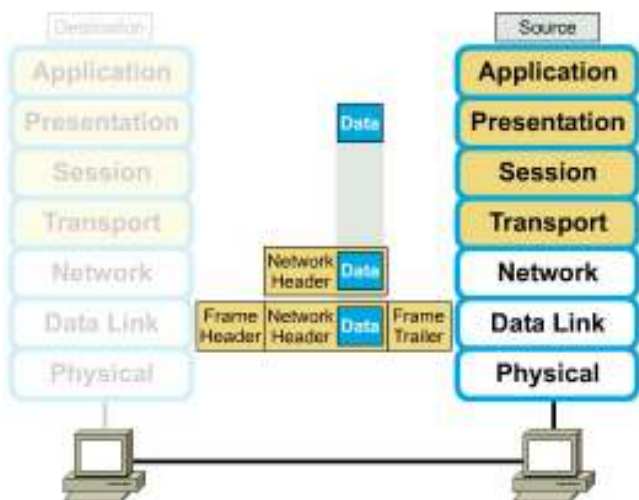 Destination
Application
Presentation
Session
Transport
Network
Data Link
Physical
Data
Network
Header
Data
Frame
Header
Network
Header
Data
Frame
Trailer
Source
Application
Presentation
Session
Transport
Network
Data Link
Physical